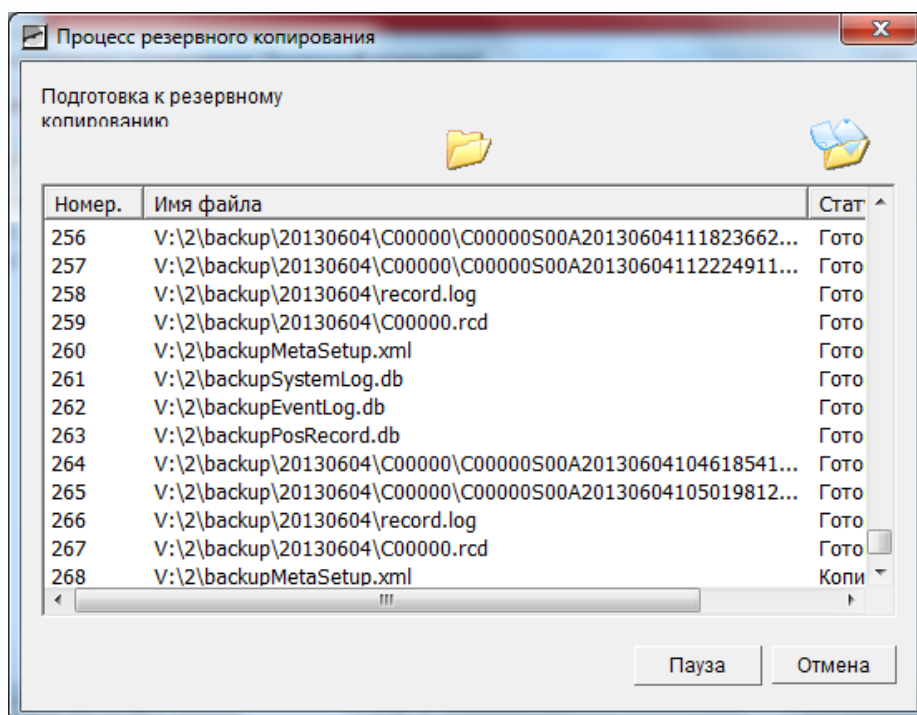 Процесс резервного копирования
Подготовка к резервному
копированию
Номер. Имя файла Стат
256 V:\2\backup\20130604\C00000\C00000S00A20130604111823662... Гото
257 V:\2\backup\20130604\C00000\C00000S00A20130604112224911... Гото
258 V:\2\backup\20130604\record.log Гото
259 V:\2\backup\20130604\C00000.rcd Гото
260 V:\2\backupMetaSetup.xml Гото
261 V:\2\backupSystemLog.db Гото
262 V:\2\backupEventLog.db Гото
263 V:\2\backupPosRecord.db Гото
264 V:\2\backup\20130604\C00000\C00000S00A20130604104618541... Гото
265 V:\2\backup\20130604\C00000\C00000S00A20130604105019812... Гото
266 V:\2\backup\20130604\record.log Гото
267 V:\2\backup\20130604\C00000.rcd Гото
268 V:\2\backupMetaSetup.xml Копи
Пауза Отмена